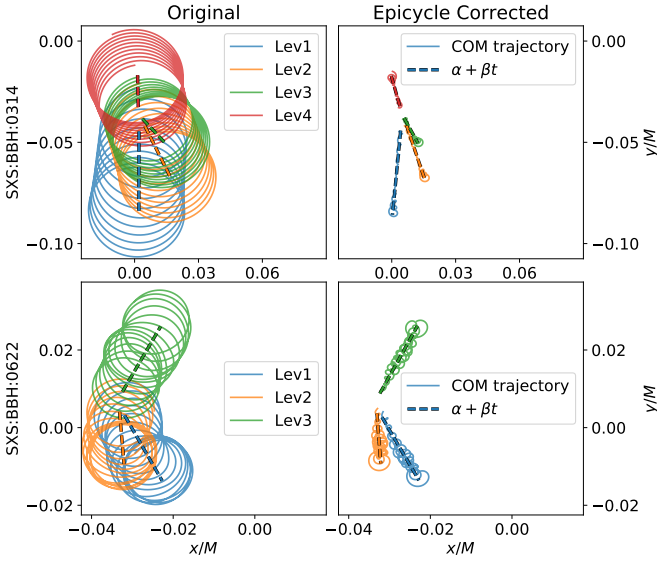 Original
Epicycle Corrected
SXS:BBH:0314
0.00
−0.05
−0.10
Lev1
Lev2
Lev3
Lev4
0.00 0.03 0.06
COM trajectory
α + βt
0.00
−0.05
−0.10
y/M
0.00 0.03 0.06
SXS:BBH:0622
0.02
0.00
−0.02
Lev1
Lev2
Lev3
−0.04 −0.02 0.00
x/M
COM trajectory
α + βt
0.02
0.00
−0.02
y/M
−0.04 −0.02 0.00
x/M